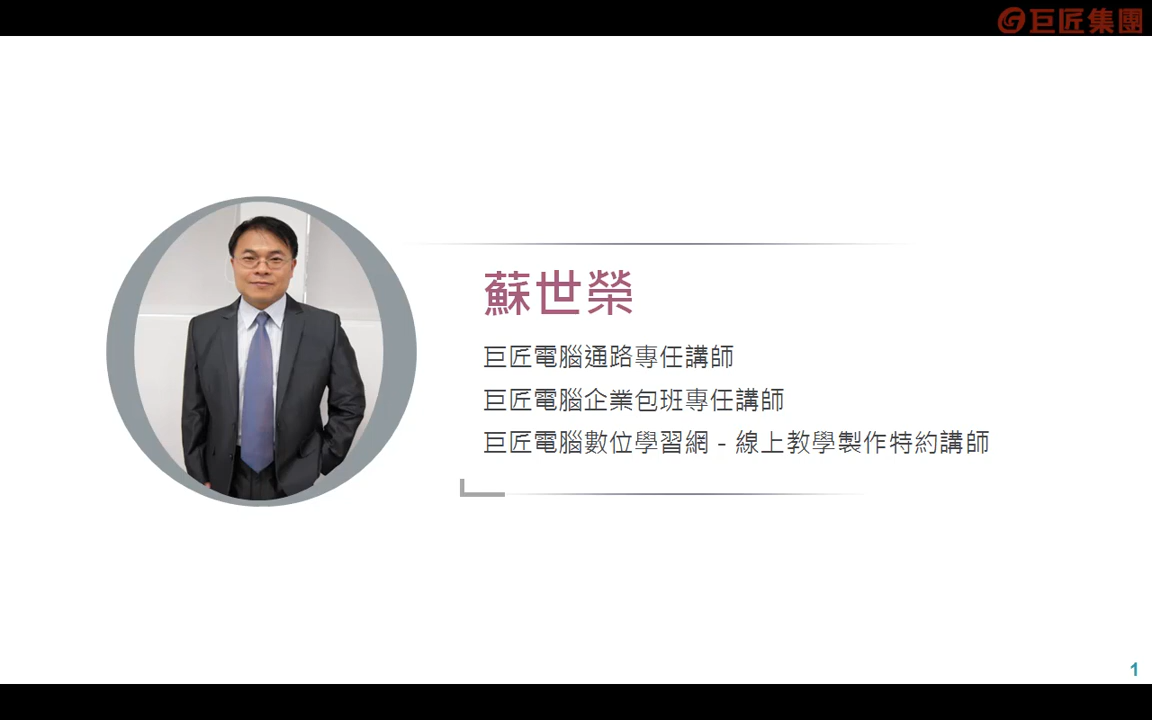 巨匠集團
蘇世榮
巨匠電腦通路專任講師
巨匠電腦企業包班專任講師
巨匠電腦數位學習網 - 線上教學製作特約講師
1